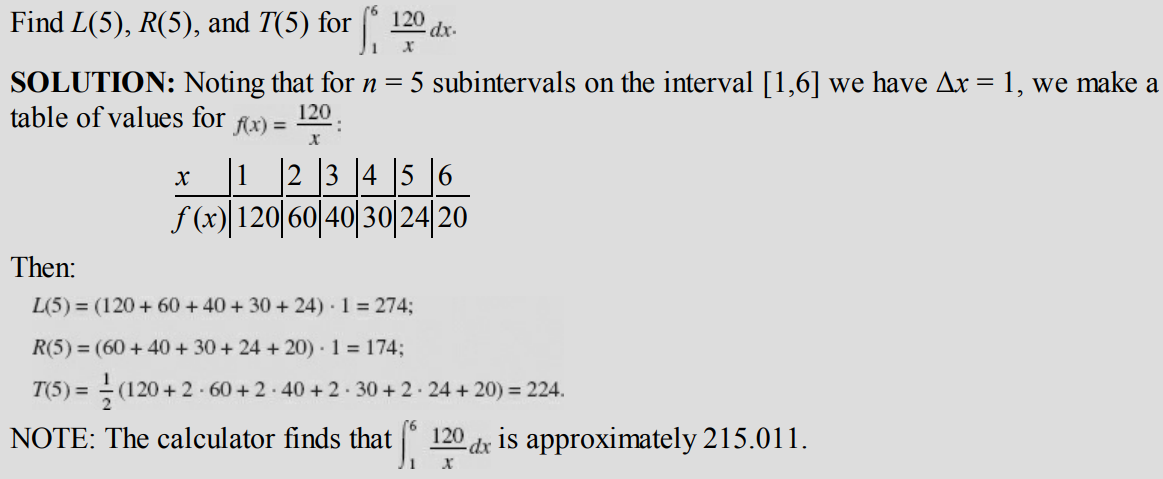 Find L(5), R(5), and T(5) for ∫₁⁶ 120/x dx.
SOLUTION: Noting that for n = 5 subintervals on the interval [1,6] we have Δx = 1, we make a
table of values for f(x) = 120/x :
x | 1 | 2 | 3 | 4 | 5 | 6
f (x) | 120 | 60 | 40 | 30 | 24 | 20
Then:
L(5) = (120 + 60 + 40 + 30 + 24) · 1 = 274;
R(5) = (60 + 40 + 30 + 24 + 20) · 1 = 174;
T(5) = 1/2 (120 + 2 · 60 + 2 · 40 + 2 · 30 + 2 · 24 + 20) = 224.
NOTE: The calculator finds that ∫₁⁶ 120/x dx is approximately 215.011.